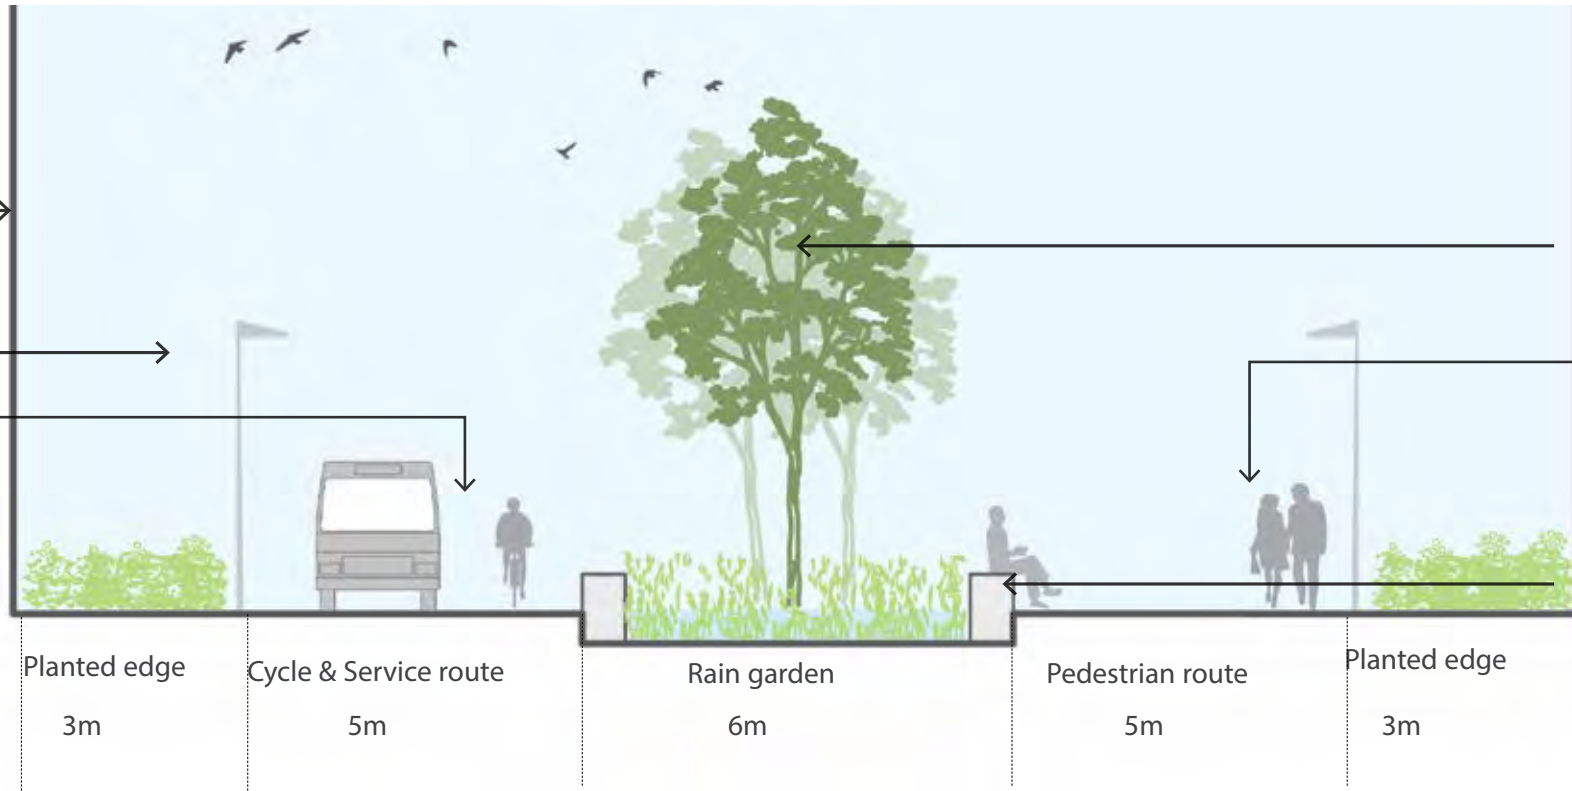 Planted edge
Cycle & Service route
Rain garden
Pedestrian route
Planted edge
3m
5m
6m
5m
3m